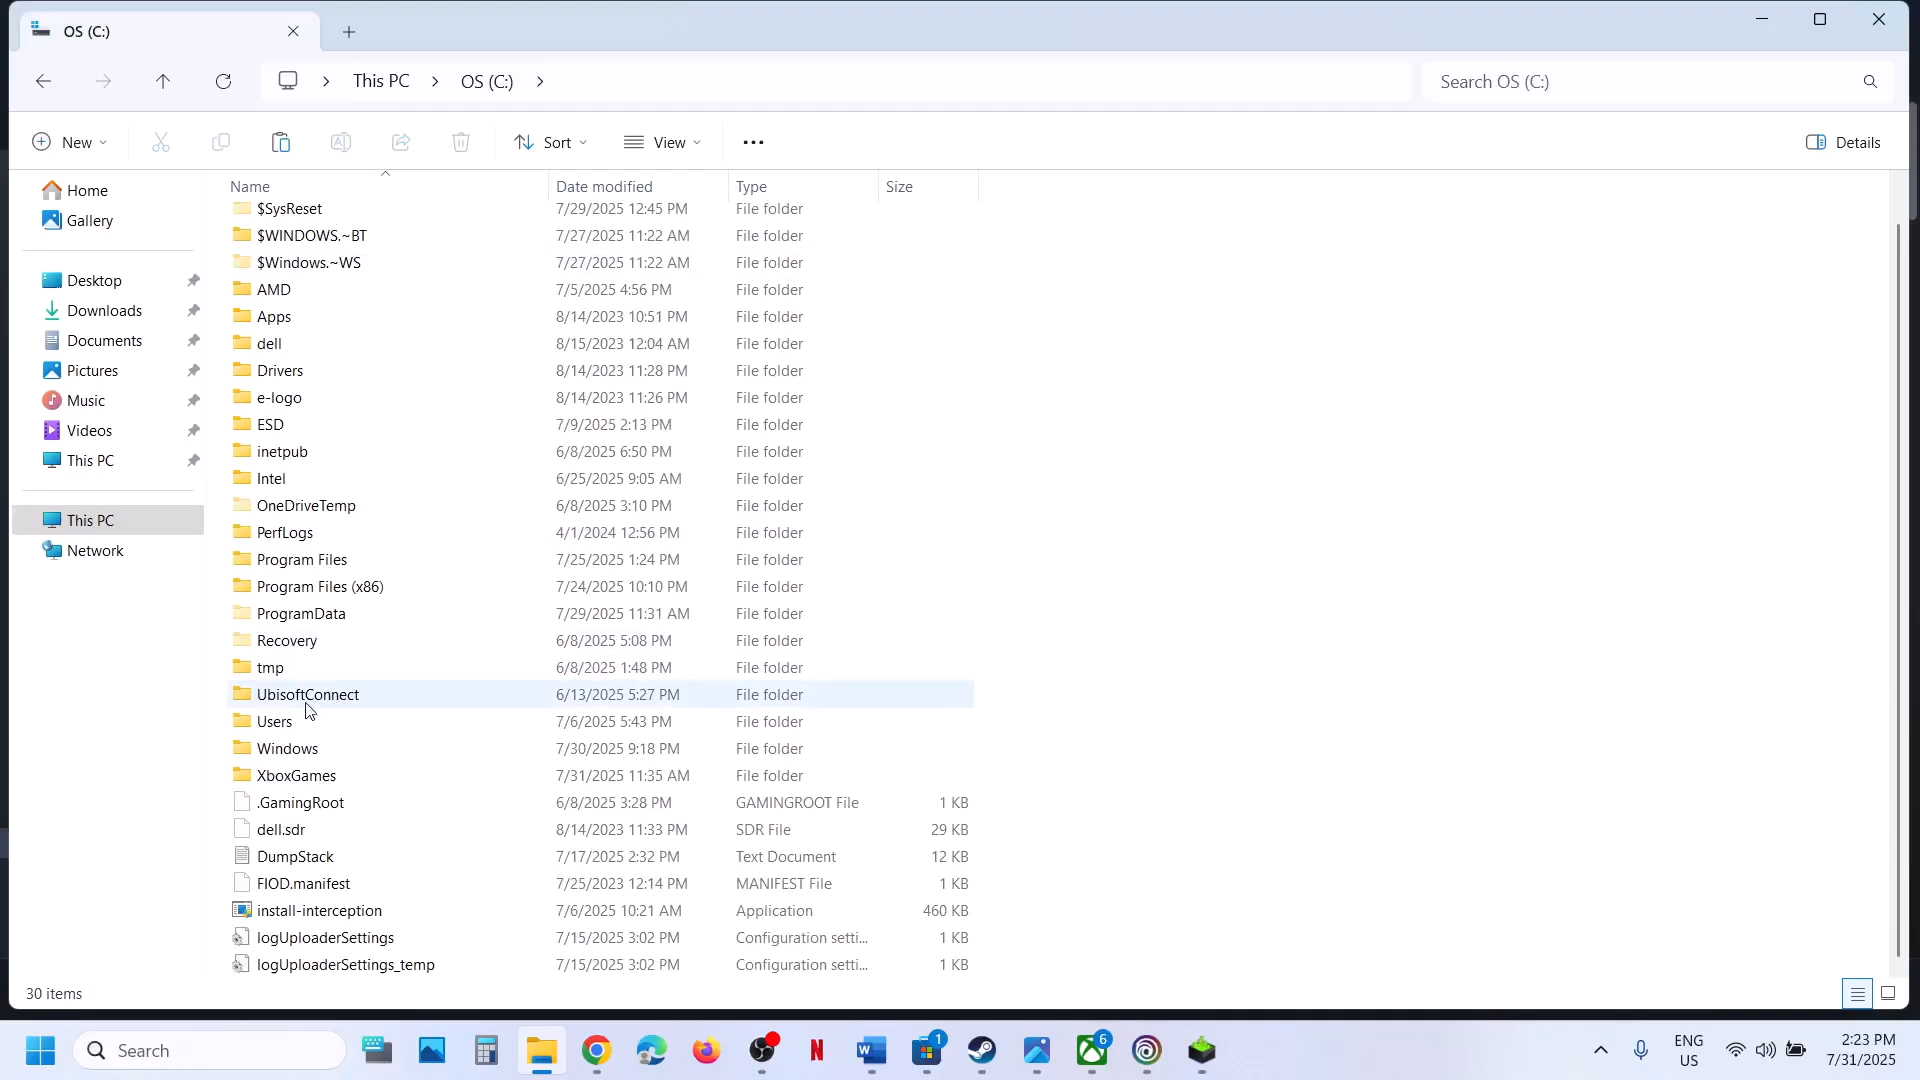 OS (C:)
This PC
OS (C:)
Search OS (C:)
New
Sort
View
Details
Name
Date modified
Type
Size
Home
Gallery
Desktop
Downloads
Documents
Pictures
Music
Videos
This PC
This PC
Network
$SysReset 7/29/2025 12:45 PM File folder
$WINDOWS.~BT 7/27/2025 11:22 AM File folder
$Windows.~WS 7/27/2025 11:22 AM File folder
AMD 7/5/2025 4:56 PM File folder
Apps 8/14/2023 10:51 PM File folder
dell 8/15/2023 12:04 AM File folder
Drivers 8/14/2023 11:28 PM File folder
e-logo 8/14/2023 11:26 PM File folder
ESD 7/9/2025 2:13 PM File folder
inetpub 6/8/2025 6:50 PM File folder
Intel 6/25/2025 9:05 AM File folder
OneDriveTemp 6/8/2025 3:10 PM File folder
PerfLogs 4/1/2024 12:56 PM File folder
Program Files 7/25/2025 1:24 PM File folder
Program Files (x86) 7/24/2025 10:10 PM File folder
ProgramData 7/29/2025 11:31 AM File folder
Recovery 6/8/2025 5:08 PM File folder
tmp 6/8/2025 1:48 PM File folder
UbisoftConnect 6/13/2025 5:27 PM File folder
Users 7/6/2025 5:43 PM File folder
Windows 7/30/2025 9:18 PM File folder
XboxGames 7/31/2025 11:35 AM File folder
.GamingRoot 6/8/2025 3:28 PM GAMINGROOT File 1 KB
dell.sdr 8/14/2023 11:33 PM SDR File 29 KB
DumpStack 7/17/2025 2:32 PM Text Document 12 KB
FIOD.manifest 7/25/2023 12:14 PM MANIFEST File 1 KB
install-interception 7/6/2025 10:21 AM Application 460 KB
logUploaderSettings 7/15/2025 3:02 PM Configuration setti... 1 KB
logUploaderSettings_temp 7/15/2025 3:02 PM Configuration setti... 1 KB
30 items
Search
1
6
ENG
US
2:23 PM
7/31/2025